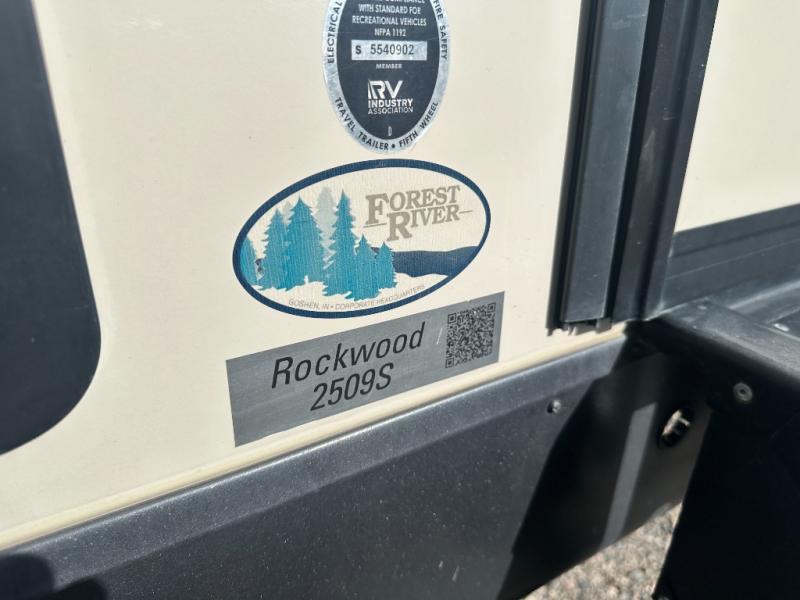 WITH STANDARD FOR
RECREATIONAL VEHICLES
NFPA 1192
S 5540902
MEMBER
RV
INDUSTRY
ASSOCIATION
D
ELECTRICAL
FIRE SAFETY
TRAVEL TRAILER • FIFTH WHEEL
FOREST
RIVER
GOSHEN, IN • CORPORATE HEADQUARTERS
Rockwood
2509S